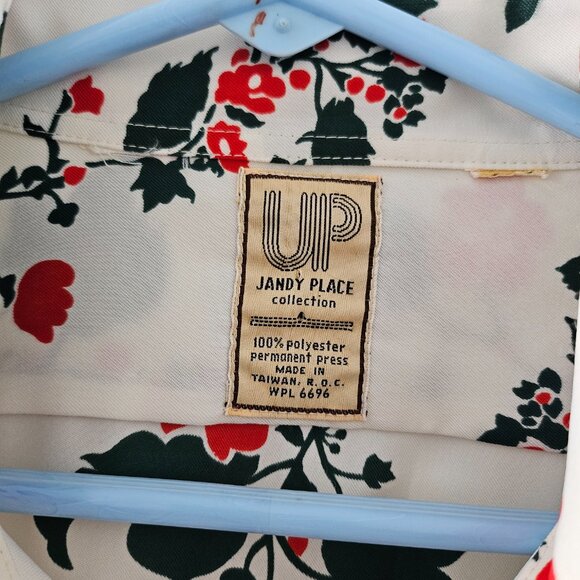 UP
JANDY PLACE
collection
100% polyester
permanent press
MADE IN
TAIWAN, R.O.C.
WPL 6696